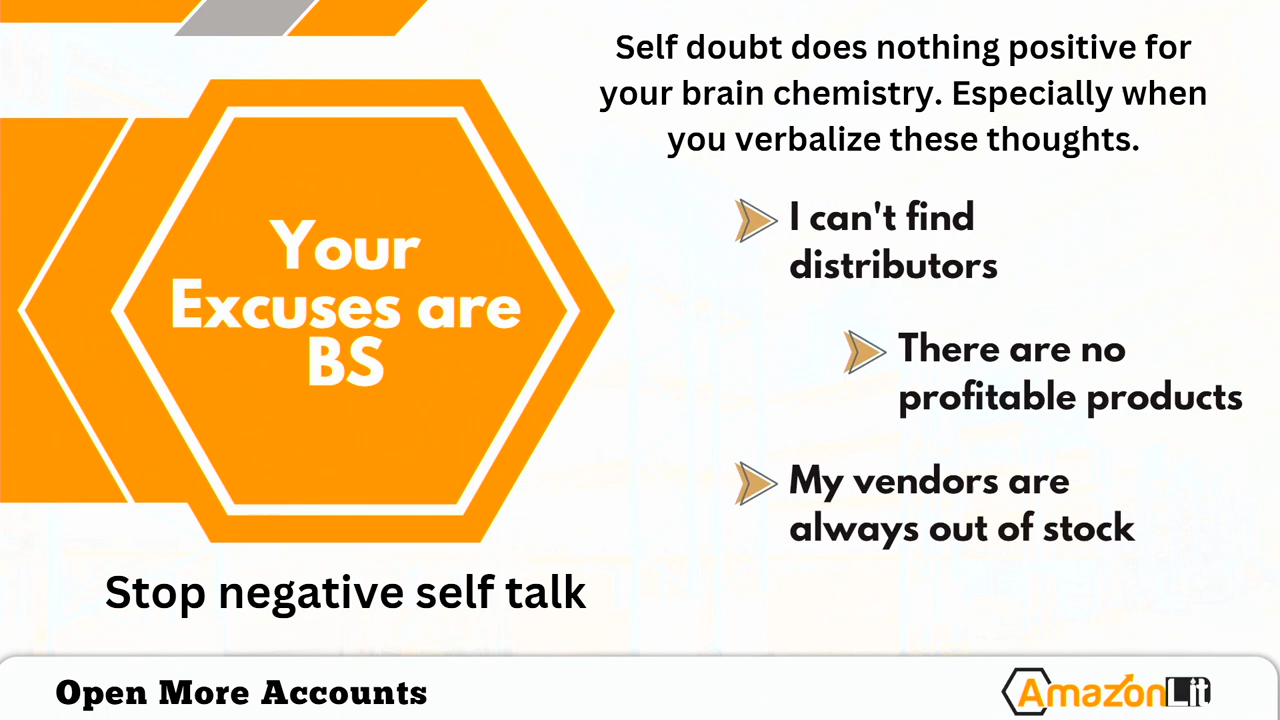 Self doubt does nothing positive for
your brain chemistry. Especially when
you verbalize these thoughts.
Your
Excuses are
BS
I can't find
distributors
There are no
profitable products
My vendors are
always out of stock
Stop negative self talk
Open More Accounts
AmazonLit